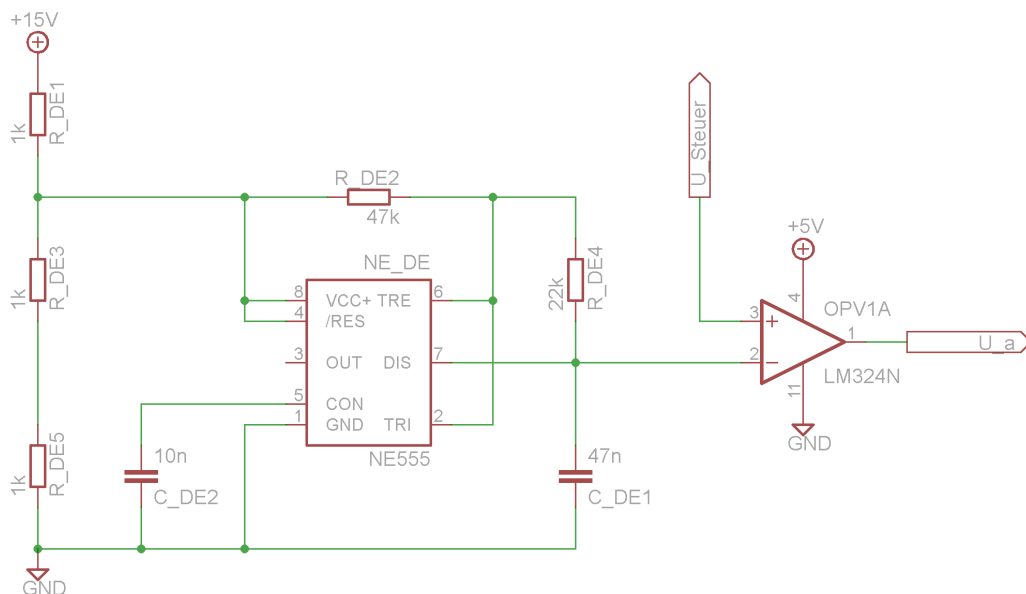 +15V
1k
R_DE1
R_DE2
47k
U_Steuer
+5V
1k
R_DE3
NE_DE
22k
R_DE4
8
VCC+
TRE
6
4
/RES
3
OUT
DIS
7
5
CON
1
GND
TRI
2
NE555
4
OPV1A
3
+
1
U_a
2
−
LM324N
11
GND
1k
R_DE5
10n
C_DE2
47n
C_DE1
GND